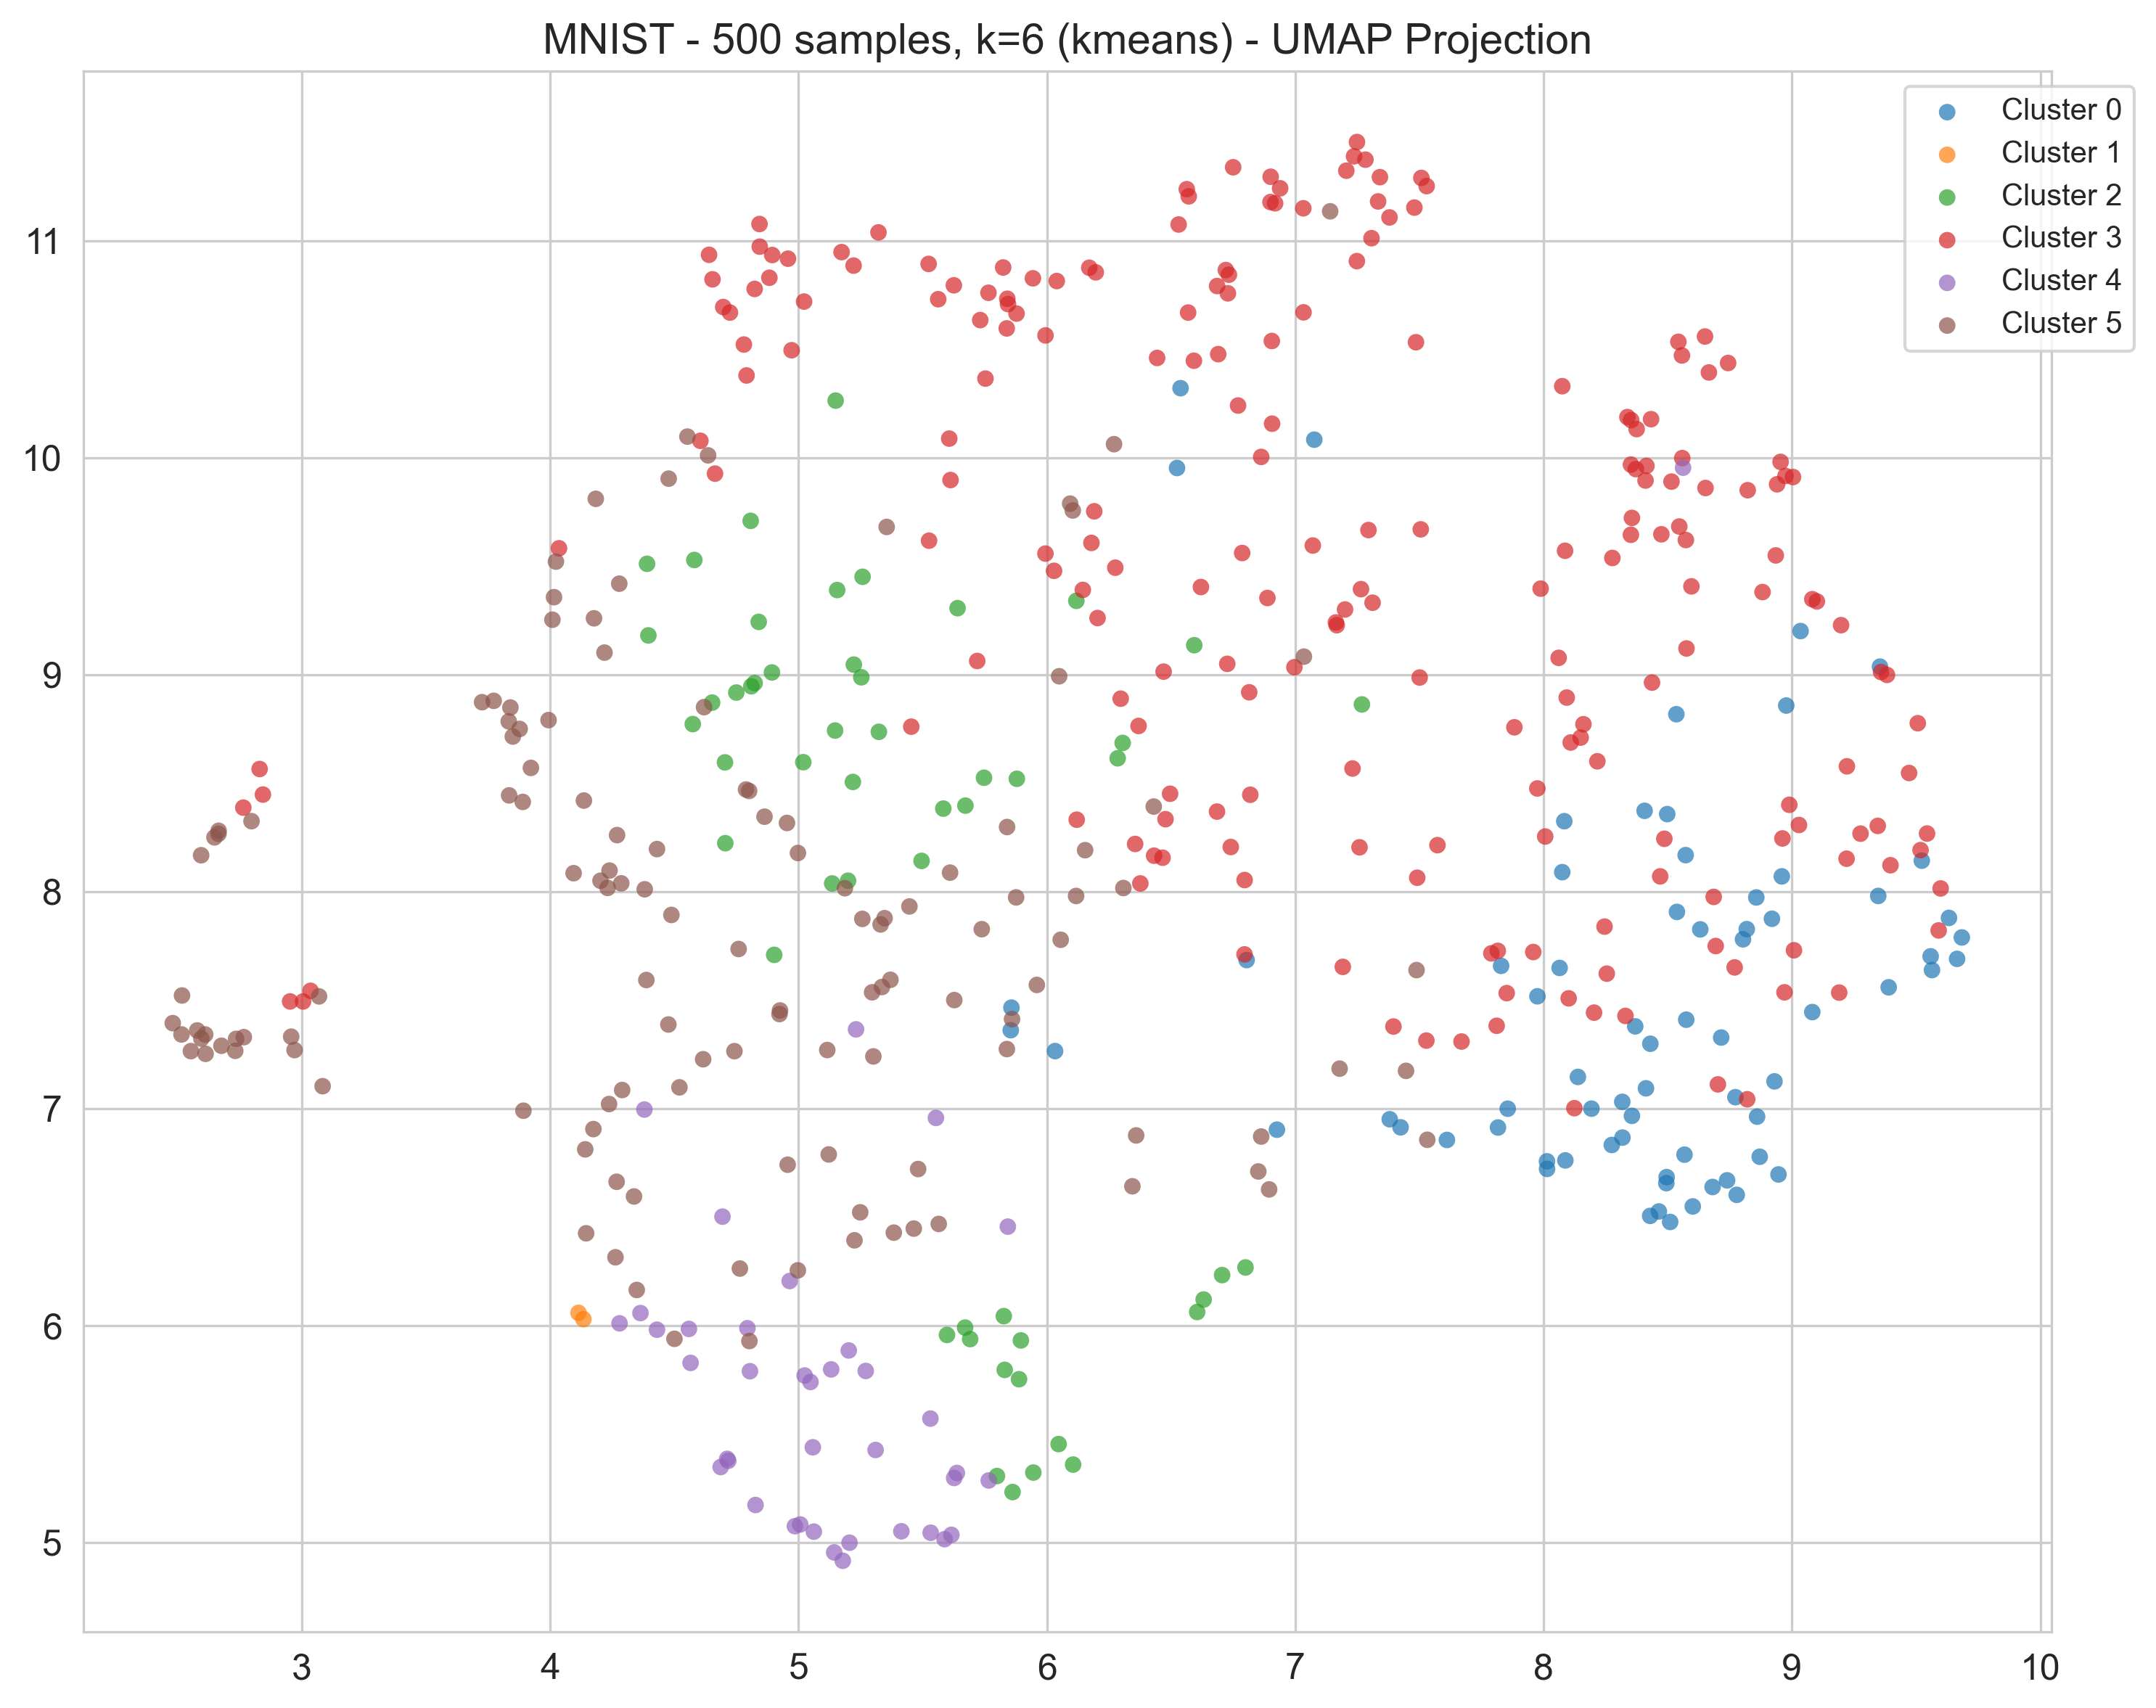 MNIST - 500 samples, k=6 (kmeans) - UMAP Projection
Cluster 0
Cluster 1
Cluster 2
Cluster 3
Cluster 4
Cluster 5
11
10
9
8
7
6
5
3 4 5 6 7 8 9 10